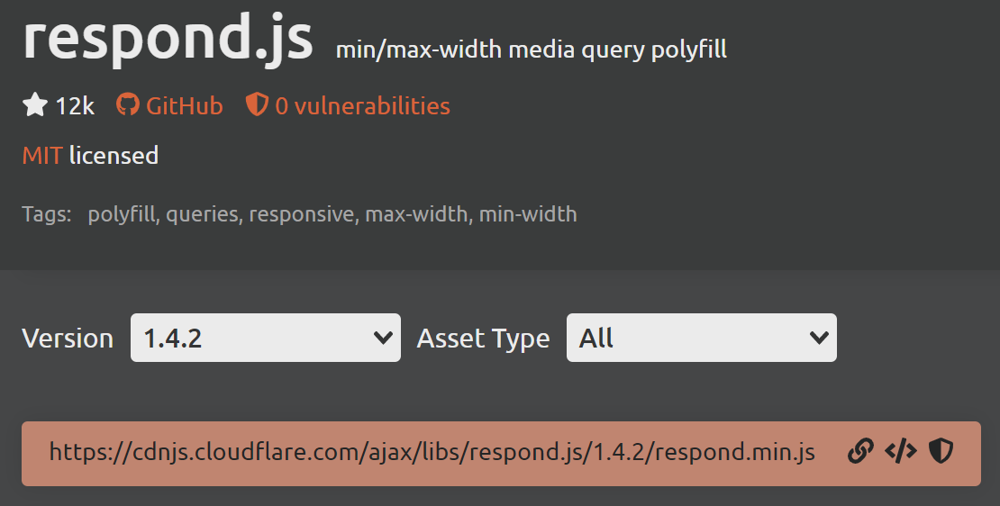 respond.js min/max-width media query polyfill
12k GitHub 0 vulnerabilities
MIT licensed
Tags: polyfill, queries, responsive, max-width, min-width
Version 1.4.2 Asset Type All
https://cdnjs.cloudflare.com/ajax/libs/respond.js/1.4.2/respond.min.js